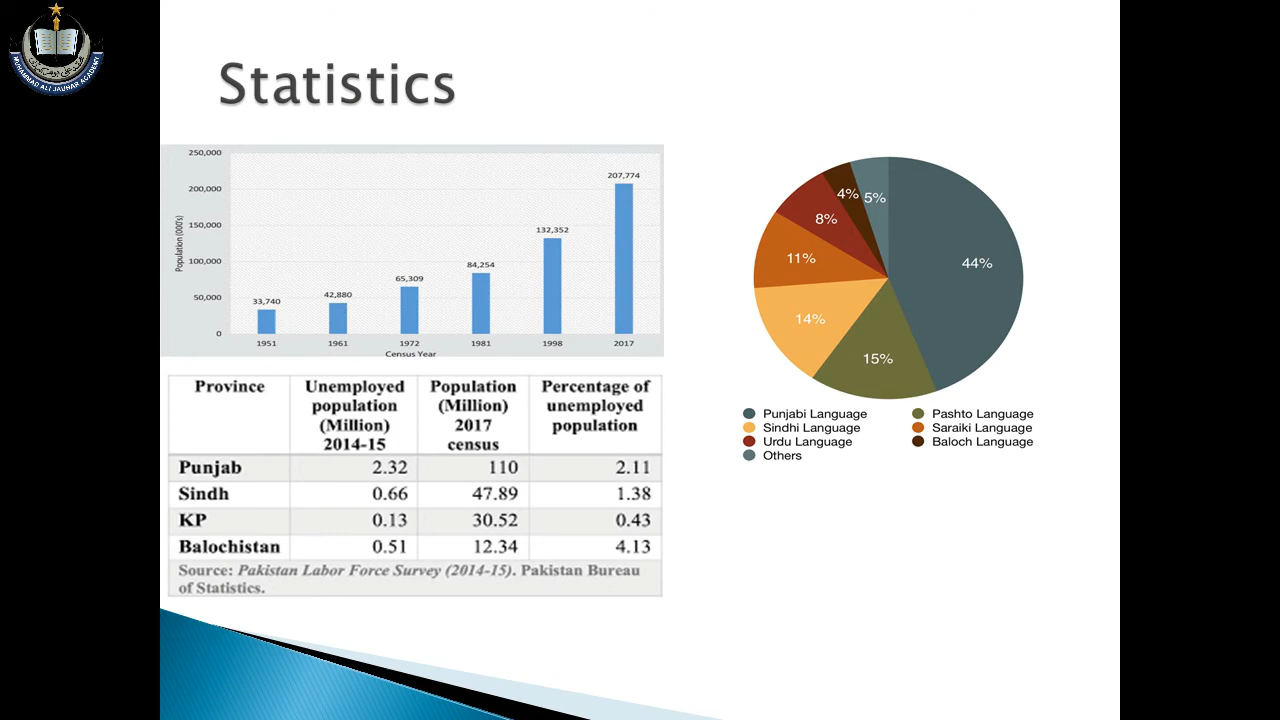 MUHAMMAD ALI JAUHAR ACADEMY
Statistics
250,000
200,000
150,000
100,000
50,000
0
Population (000's)
33,740
42,880
65,309
84,254
132,352
207,774
1951 1961 1972 1981 1998 2017
Census Year
44%
15%
14%
11%
8%
4%
5%
Punjabi Language
Pashto Language
Sindhi Language
Saraiki Language
Urdu Language
Baloch Language
Others
Province
Unemployed
population
(Million)
2014-15
Population
(Million)
2017
census
Percentage of
unemployed
population
Punjab 2.32 110 2.11
Sindh 0.66 47.89 1.38
KP 0.13 30.52 0.43
Balochistan 0.51 12.34 4.13
Source: Pakistan Labor Force Survey (2014-15). Pakistan Bureau
of Statistics.